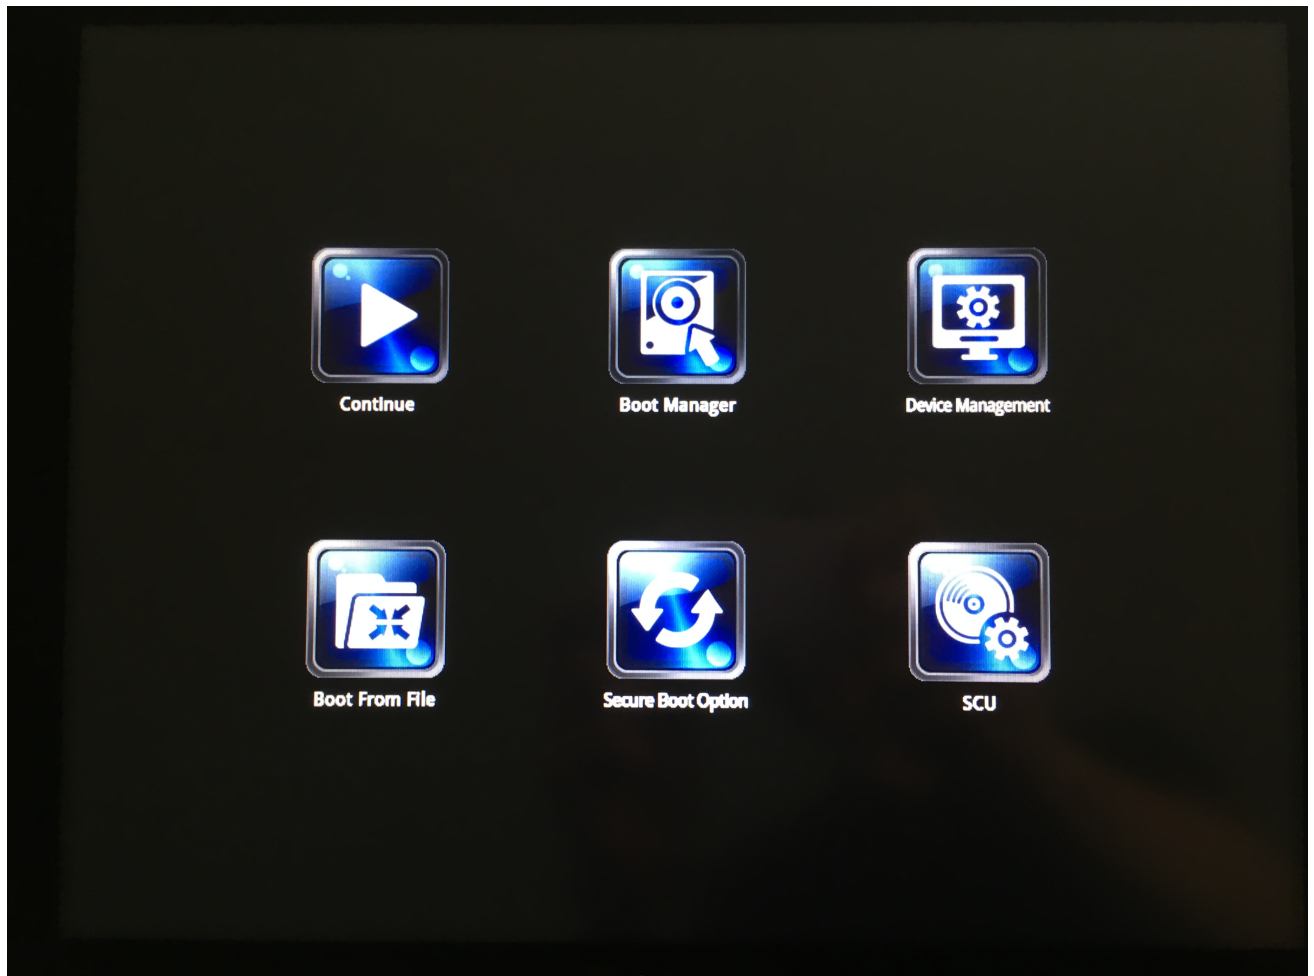 Continue
Boot Manager
Device Management
Boot From File
Secure Boot Option
SCU